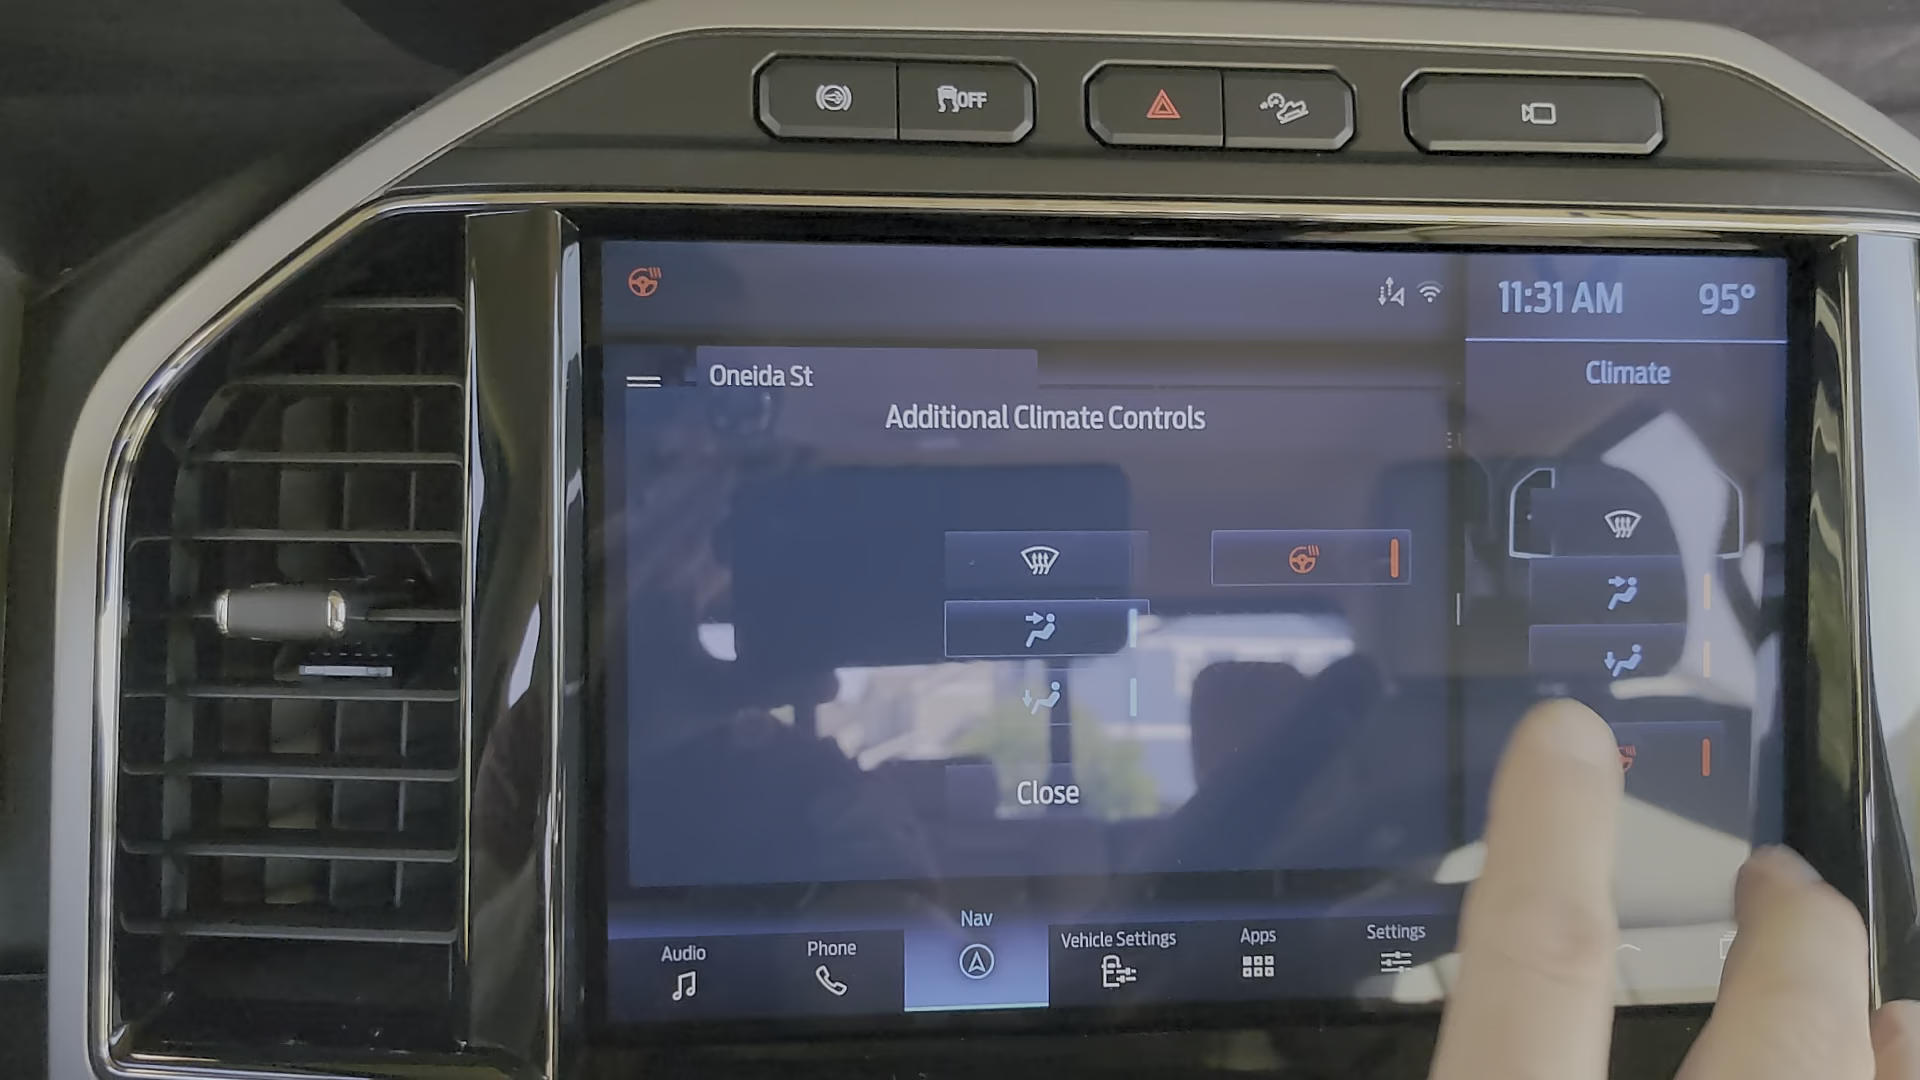 OFF
11:31 AM 95°
Oneida St
Climate
Additional Climate Controls
Close
Audio
Phone
Nav
Vehicle Settings
Apps
Settings